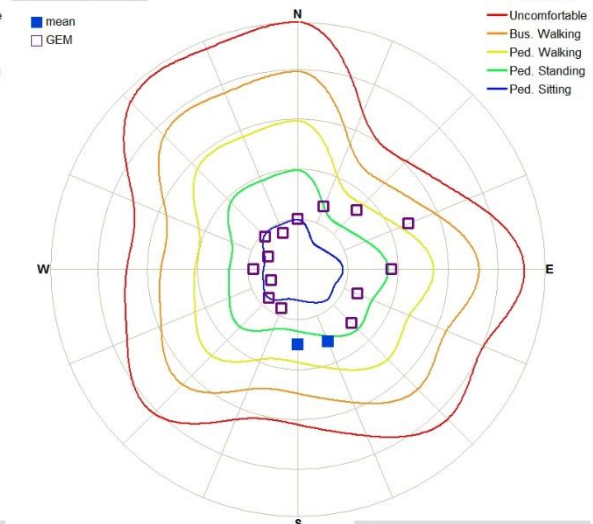 mean
GEM
N
Uncomfortable
Bus. Walking
Ped. Walking
Ped. Standing
Ped. Sitting
W
E
S